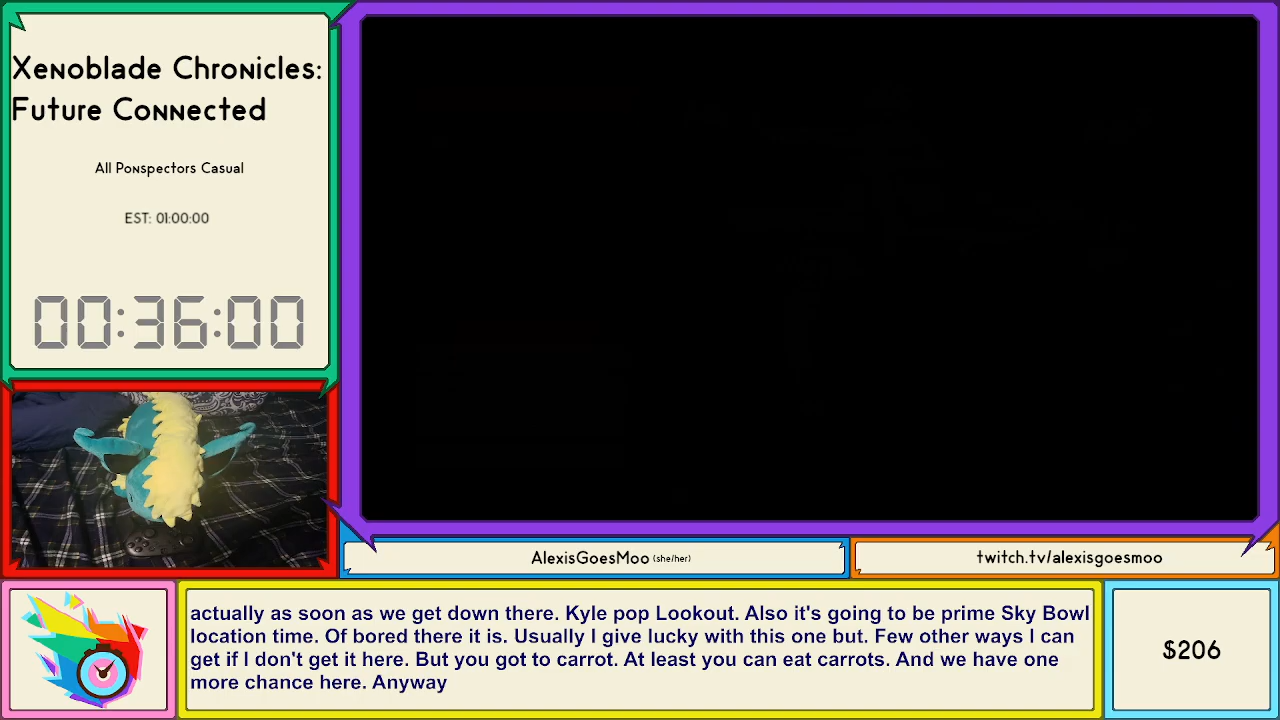 Xenoblade Chronicles:
Future Connected
All Ponspectors Casual
EST: 01:00:00
00:36:00
AlexisGoesMoo (she/her)
twitch.tv/alexisgoesmoo
actually as soon as we get down there. Kyle pop Lookout. Also it's going to be prime Sky Bowl
location time. Of bored there it is. Usually I give lucky with this one but. Few other ways I can
get if I don't get it here. But you got to carrot. At least you can eat carrots. And we have one
more chance here. Anyway
$206